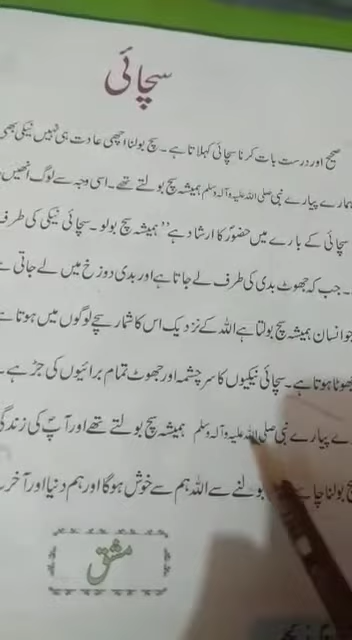 سچائی
صحیح اور درست بات کرنا سچائی کہلاتا ہے۔ سچ بولنا اچھی عادت ہی نہیں نیکی بھی
ہمارے پیارے نبی صلی اللہ علیہ وآلہ وسلم ہمیشہ سچ بولتے تھے۔ اسی وجہ سے لوگ انھیں
سچائی کے بارے میں حضورؐ کا ارشاد ہے "ہمیشہ سچ بولو۔ سچائی نیکی کی طرف
۔ جب کہ جھوٹ بدی کی طرف لے جاتا ہے اور بدی دوزخ میں لے جاتی
جو انسان ہمیشہ سچ بولتا ہے اللہ کے نزدیک اس کا شمار سچے لوگوں میں ہوتا ہے
جھوٹا ہوتا ہے۔ سچائی نیکیوں کا سرچشمہ اور جھوٹ تمام برائیوں کی جڑ ہے۔
پیارے نبی صلی اللہ علیہ وآلہ وسلم ہمیشہ سچ بولتے تھے اور آپؐ کی زندگی
سچ بولنا چاہیے بولنے سے اللہ ہم سے خوش ہوگا اور ہم دنیا اور آخر
مشق